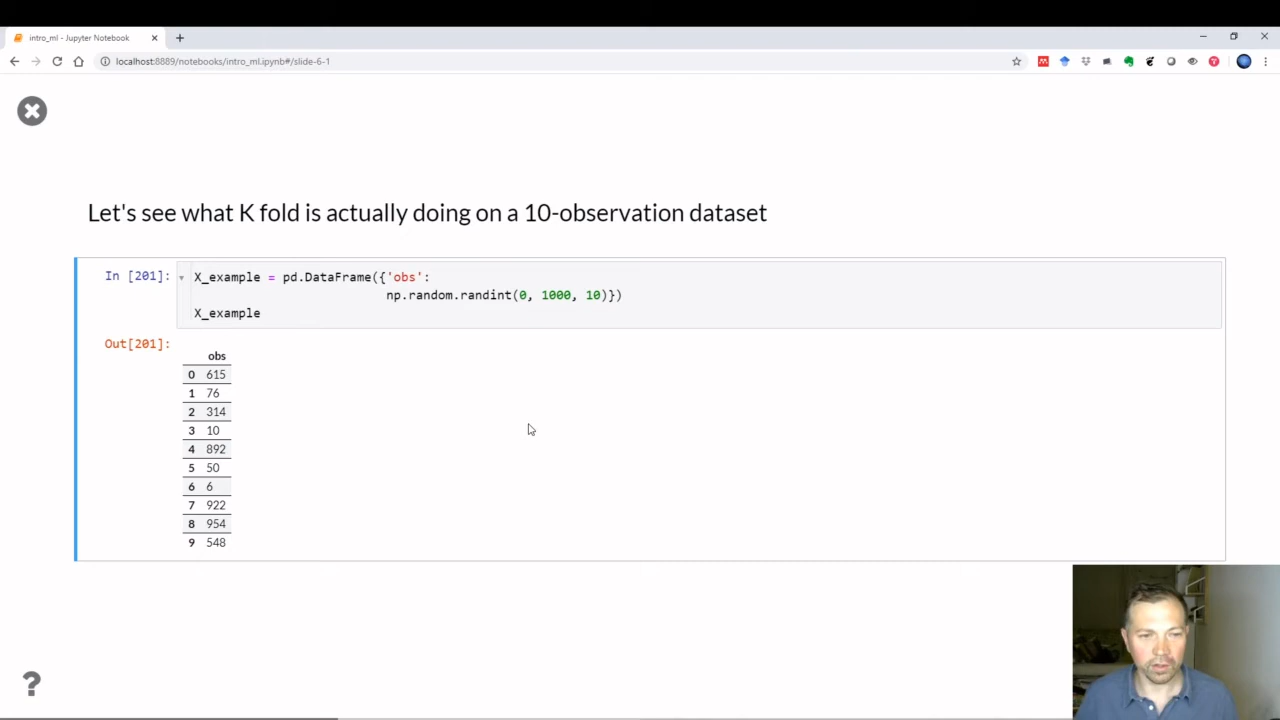 intro_ml - Jupyter Notebook
localhost:8889/notebooks/intro_ml.ipynb#/slide-6-1
Let's see what K fold is actually doing on a 10-observation dataset
In [201]: X_example = pd.DataFrame({'obs':
np.random.randint(0, 1000, 10)})
X_example
Out[201]:
obs
0 615
1 76
2 314
3 10
4 892
5 50
6 6
7 922
8 954
9 548
?